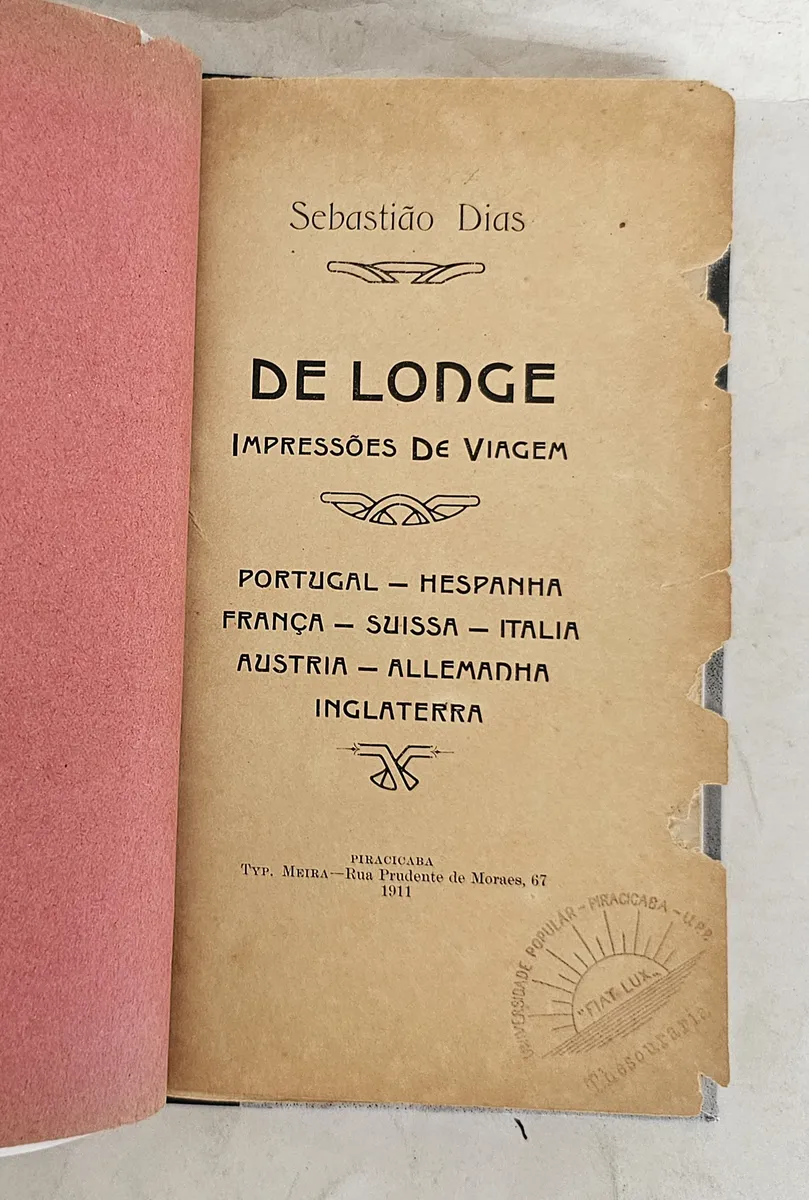 Sebastião Dias
DE LONGE
IMPRESSÕES DE VIAGEM
PORTUGAL — HESPANHA
FRANÇA — SUISSA — ITALIA
AUSTRIA — ALLEMANHA
INGLATERRA
PIRACICABA
TYP. MEIRA—Rua Prudente de Moraes, 67
1911
UNIVERSIDADE POPULAR - PIRACICABA - U.P.P.
"FIAT LUX"
Thesouraria